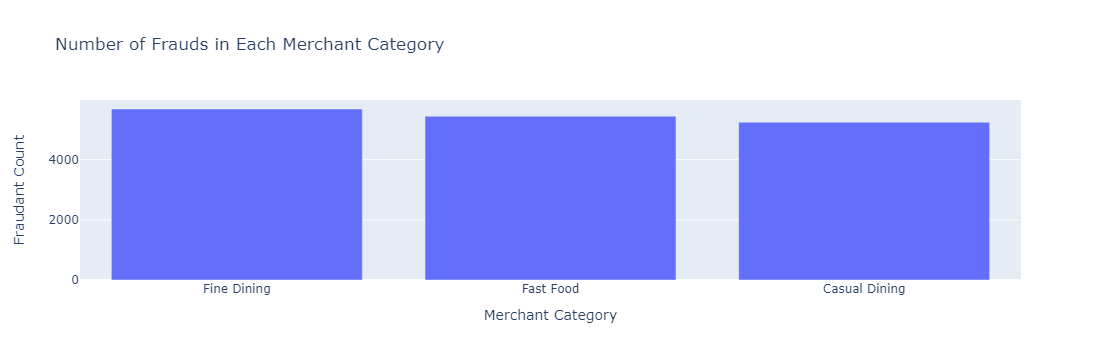 Number of Frauds in Each Merchant Category
Fraudant Count
4000
2000
0
Fine Dining
Fast Food
Casual Dining
Merchant Category